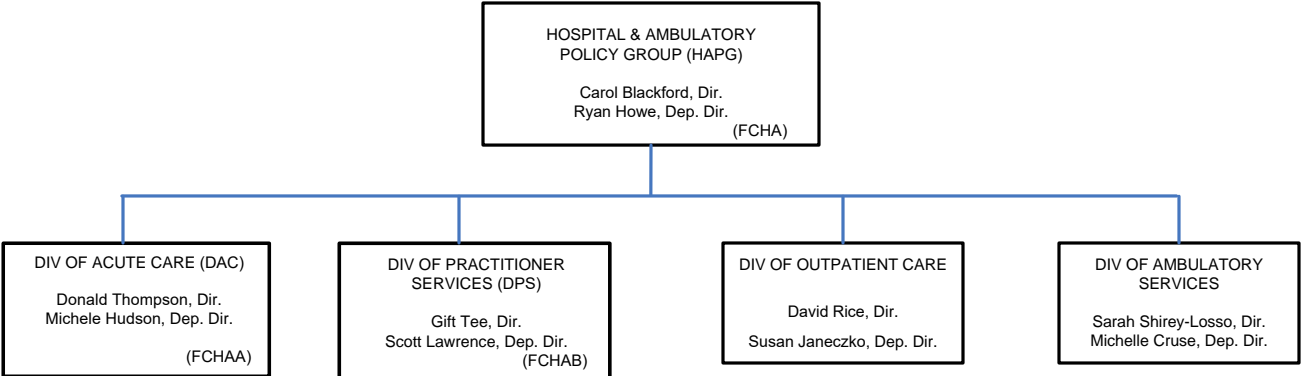 HOSPITAL & AMBULATORY
POLICY GROUP (HAPG)
Carol Blackford, Dir.
Ryan Howe, Dep. Dir.
(FCHA)
DIV OF ACUTE CARE (DAC)
Donald Thompson, Dir.
Michele Hudson, Dep. Dir.
(FCHAA)
DIV OF PRACTITIONER
SERVICES (DPS)
Gift Tee, Dir.
Scott Lawrence, Dep. Dir.
(FCHAB)
DIV OF OUTPATIENT CARE
David Rice, Dir.
Susan Janeczko, Dep. Dir.
DIV OF AMBULATORY
SERVICES
Sarah Shirey-Losso, Dir.
Michelle Cruse, Dep. Dir.